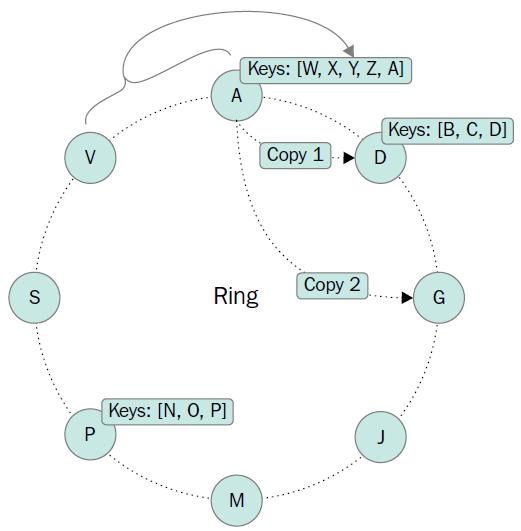 Keys: [W, X, Y, Z, A]
A
Keys: [B, C, D]
V
Copy 1
D
S
Ring
Copy 2
G
Keys: [N, O, P]
P
J
M